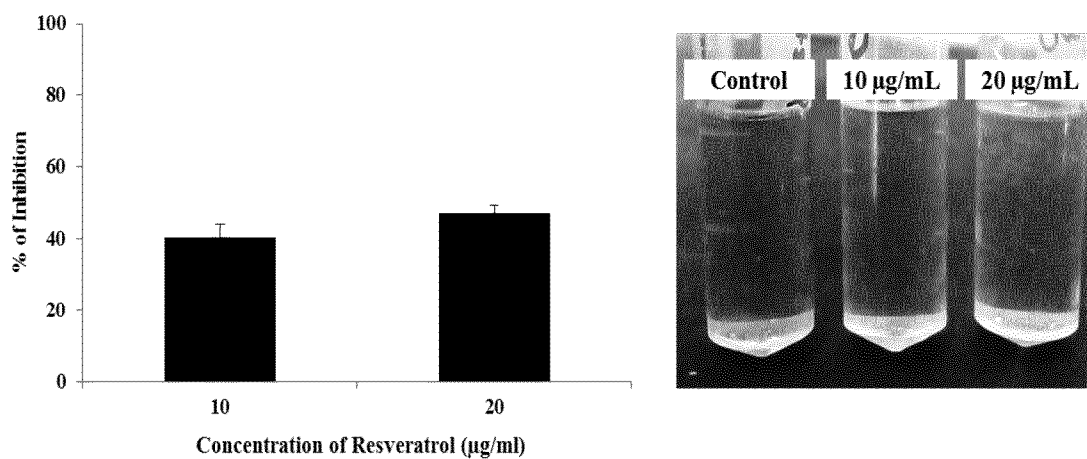 100
80
60
40
20
0
% of Inhibition
10
20
Concentration of Resveratrol (µg/ml)
Control
10 µg/mL
20 µg/mL